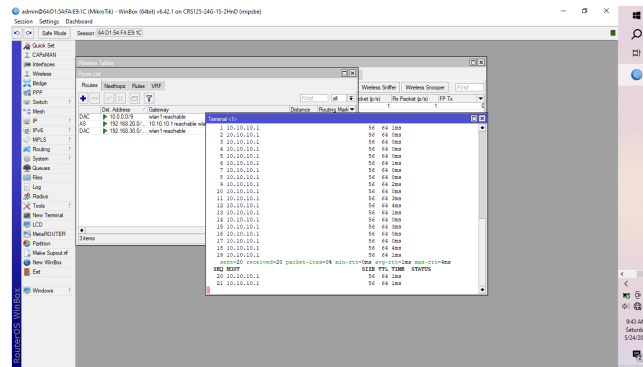 admin@64:D1:54:FA:E9:1C (MikroTik) - WinBox (64bit) v6.42.1 on CRS125-24G-1S-2HnD (mipsbe)
Session Settings Dashboard
Safe Mode Session: 64:D1:54:FA:E9:1C
Quick Set
CAPsMAN
Interfaces
Wireless
Bridge
PPP
Switch
Mesh
IP
IPv6
MPLS
Routing
System
Queues
Files
Log
Radius
Tools
New Terminal
LCD
MetaROUTER
Partition
Make Supout.rif
New WinBox
Exit
Windows
RouterOS WinBox
Wireless Tables
Wireless Sniffer Wireless Snooper Find
Rx Packet (p/s) FP Tx
1 1 0
Route List
Routes Nexthops Rules VRF
Find all
Dst. Address Gateway Distance Routing Mark
DAC 10.0.0.0/9 wlan1 reachable
AS 192.168.20.0/... 10.10.10.1 reachable
DAC 192.168.30.0/... wlan1 reachable
3 items
Terminal <1>
1 10.10.10.1 56 64 1ms
2 10.10.10.1 56 64 0ms
3 10.10.10.1 56 64 0ms
4 10.10.10.1 56 64 0ms
5 10.10.10.1 56 64 0ms
6 10.10.10.1 56 64 1ms
7 10.10.10.1 56 64 0ms
8 10.10.10.1 56 64 0ms
9 10.10.10.1 56 64 2ms
10 10.10.10.1 56 64 0ms
11 10.10.10.1 56 64 3ms
12 10.10.10.1 56 64 4ms
13 10.10.10.1 56 64 1ms
14 10.10.10.1 56 64 0ms
15 10.10.10.1 56 64 3ms
16 10.10.10.1 56 64 0ms
17 10.10.10.1 56 64 0ms
18 10.10.10.1 56 64 4ms
19 10.10.10.1 56 64 1ms
sent=20 received=20 packet-loss=0% min-rtt=0ms avg-rtt=1ms max-rtt=4ms
SEQ HOST SIZE TTL TIME STATUS
20 10.10.10.1 56 64 1ms
21 10.10.10.1 56 64 1ms
9:43 AM
Saturda
5/24/20